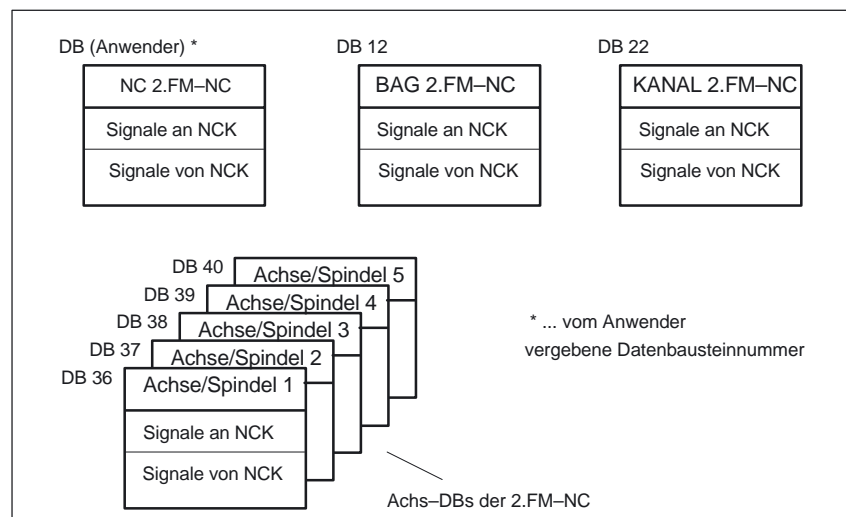 DB (Anwender) *
DB 12
DB 22
NC 2.FM–NC
BAG 2.FM–NC
KANAL 2.FM–NC
Signale an NCK
Signale an NCK
Signale an NCK
Signale von NCK
Signale von NCK
Signale von NCK
DB 40
Achse/Spindel 5
DB 39
Achse/Spindel 4
DB 38
Achse/Spindel 3
DB 37
Achse/Spindel 2
DB 36
Achse/Spindel 1
Signale an NCK
Signale von NCK
* ... vom Anwender
vergebene Datenbausteinnummer
Achs–DBs der 2.FM–NC